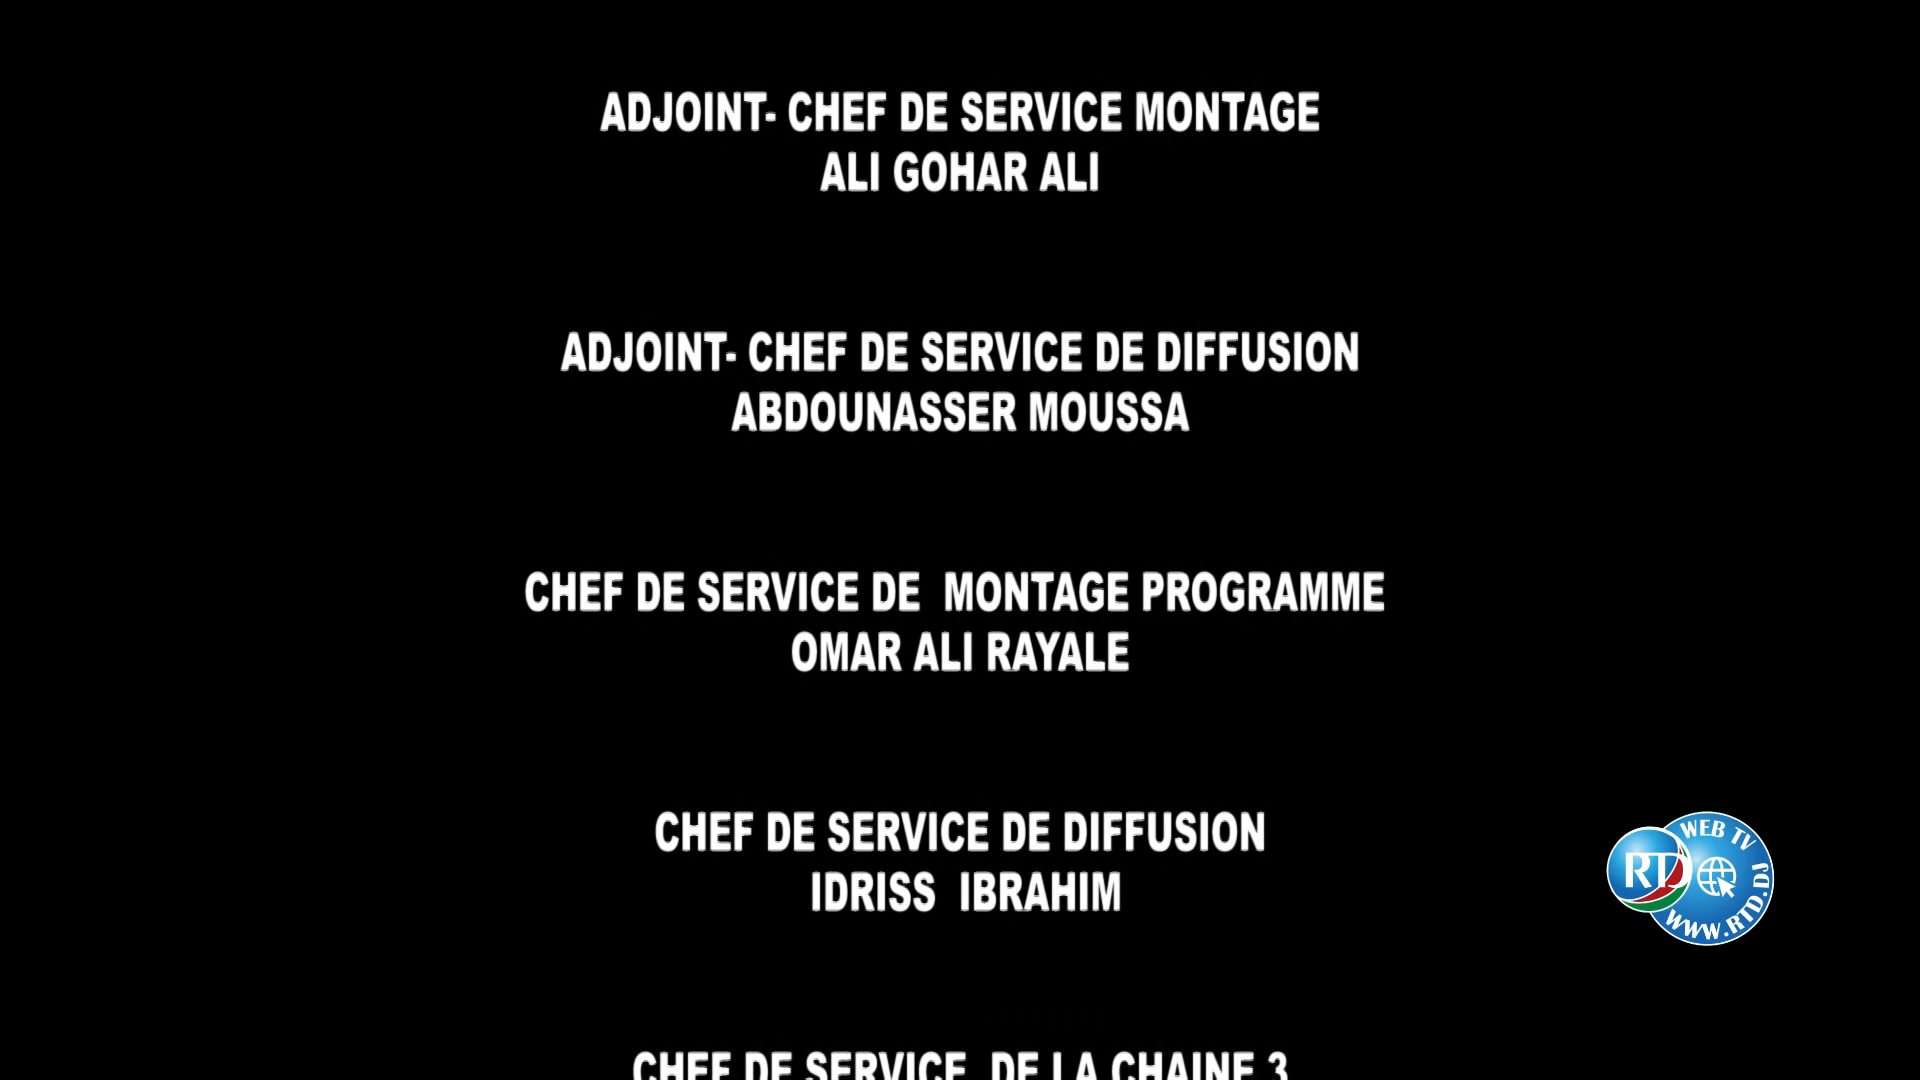 ADJOINT- CHEF DE SERVICE MONTAGE
ALI GOHAR ALI
ADJOINT- CHEF DE SERVICE DE DIFFUSION
ABDOUNASSER MOUSSA
CHEF DE SERVICE DE  MONTAGE PROGRAMME
OMAR ALI RAYALE
CHEF DE SERVICE DE DIFFUSION
IDRISS  IBRAHIM
WEB TV
RTD
WWW.RTD.DJ
CHEF DE SERVICE  DE LA CHAINE 3